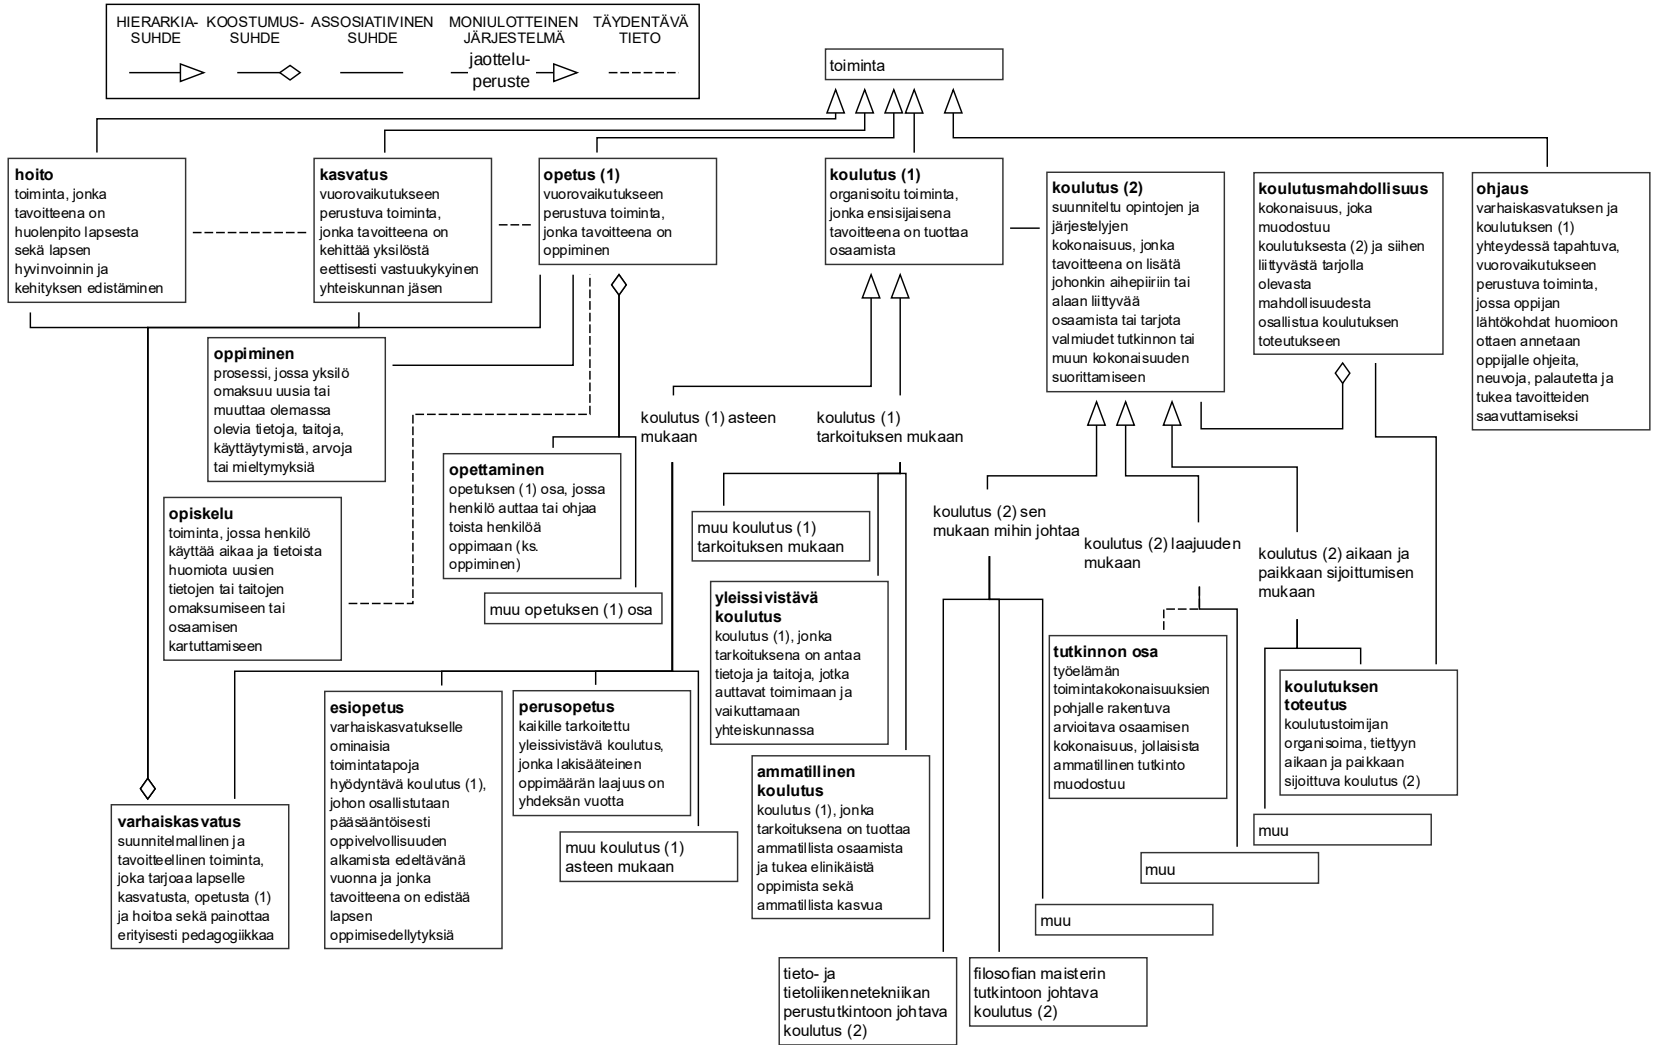 HIERARKIA-
SUHDE
KOOSTUMUS-
SUHDE
ASSOSIATIIVINEN
SUHDE
MONIULOTTEINEN
JÄRJESTELMÄ
TÄYDENTÄVÄ
TIETO
jaottelu-
peruste
toiminta
hoito
toiminta, jonka
tavoitteena on
huolenpito lapsesta
sekä lapsen
hyvinvoinnin ja
kehityksen edistäminen
kasvatus
vuorovaikutukseen
perustuva toiminta,
jonka tavoitteena on
kehittää yksilöstä
eettisesti vastuukykyinen
yhteiskunnan jäsen
opetus (1)
vuorovaikutukseen
perustuva toiminta,
jonka tavoitteena on
oppiminen
koulutus (1)
organisoitu toiminta,
jonka ensisijaisena
tavoitteena on tuottaa
osaamista
koulutus (2)
suunniteltu opintojen ja
järjestelyjen
kokonaisuus, jonka
tavoitteena on lisätä
johonkin aihepiiriin tai
alaan liittyvää
osaamista tai tarjota
valmiudet tutkinnon tai
muun kokonaisuuden
suorittamiseen
koulutusmahdollisuus
kokonaisuus, joka
muodostuu
koulutuksesta (2) ja siihen
liittyvästä tarjolla
olevasta
mahdollisuudesta
osallistua koulutuksen
toteutukseen
ohjaus
varhaiskasvatuksen ja
koulutuksen (1)
yhteydessä tapahtuva,
vuorovaikutukseen
perustuva toiminta,
jossa oppijan
lähtökohdat huomioon
ottaen annetaan
oppijalle ohjeita,
neuvoja, palautetta ja
tukea tavoitteiden
saavuttamiseksi
oppiminen
prosessi, jossa yksilö
omaksuu uusia tai
muuttaa olemassa
olevia tietoja, taitoja,
käyttäytymistä, arvoja
tai mieltymyksiä
koulutus (1) asteen
mukaan
koulutus (1)
tarkoituksen mukaan
opettaminen
opetuksen (1) osa, jossa
henkilö auttaa tai ohjaa
toista henkilöä
oppimaan (ks.
oppiminen)
opiskelu
toiminta, jossa henkilö
käyttää aikaa ja tietoista
huomiota uusien
tietojen tai taitojen
omaksumiseen tai
osaamisen
kartuttamiseen
muu opetuksen (1) osa
muu koulutus (1)
tarkoituksen mukaan
koulutus (2) sen
mukaan mihin johtaa
koulutus (2) laajuuden
mukaan
koulutus (2) aikaan ja
paikkaan sijoittumisen
mukaan
yleissivistävä
koulutus
koulutus (1), jonka
tarkoituksena on antaa
tietoja ja taitoja, jotka
auttavat toimimaan ja
vaikuttamaan
yhteiskunnassa
tutkinnon osa
työelämän
toimintakokonaisuuksien
pohjalle rakentuva
arvioitava osaamisen
kokonaisuus, jollaisista
ammatillinen tutkinto
muodostuu
koulutuksen
toteutus
koulutustoimijan
organisoima, tiettyyn
aikaan ja paikkaan
sijoittuva koulutus (2)
esiopetus
varhaiskasvatukselle
ominaisia
toimintatapoja
hyödyntävä koulutus (1),
johon osallistutaan
pääsääntöisesti
oppivelvollisuuden
alkamista edeltävänä
vuonna ja jonka
tavoitteena on edistää
lapsen
oppimisedellytyksiä
perusopetus
kaikille tarkoitettu
yleissivistävä koulutus,
jonka lakisääteinen
oppimäärän laajuus on
yhdeksän vuotta
ammatillinen
koulutus
koulutus (1), jonka
tarkoituksena on tuottaa
ammatillista osaamista
ja tukea elinikäistä
oppimista sekä
ammatillista kasvua
varhaiskasvatus
suunnitelmallinen ja
tavoitteellinen toiminta,
joka tarjoaa lapselle
kasvatusta, opetusta (1)
ja hoitoa sekä painottaa
erityisesti pedagogiikkaa
muu koulutus (1)
asteen mukaan
muu
muu
muu
tieto- ja
tietoliikennetekniikan
perustutkintoon johtava
koulutus (2)
filosofian maisterin
tutkintoon johtava
koulutus (2)